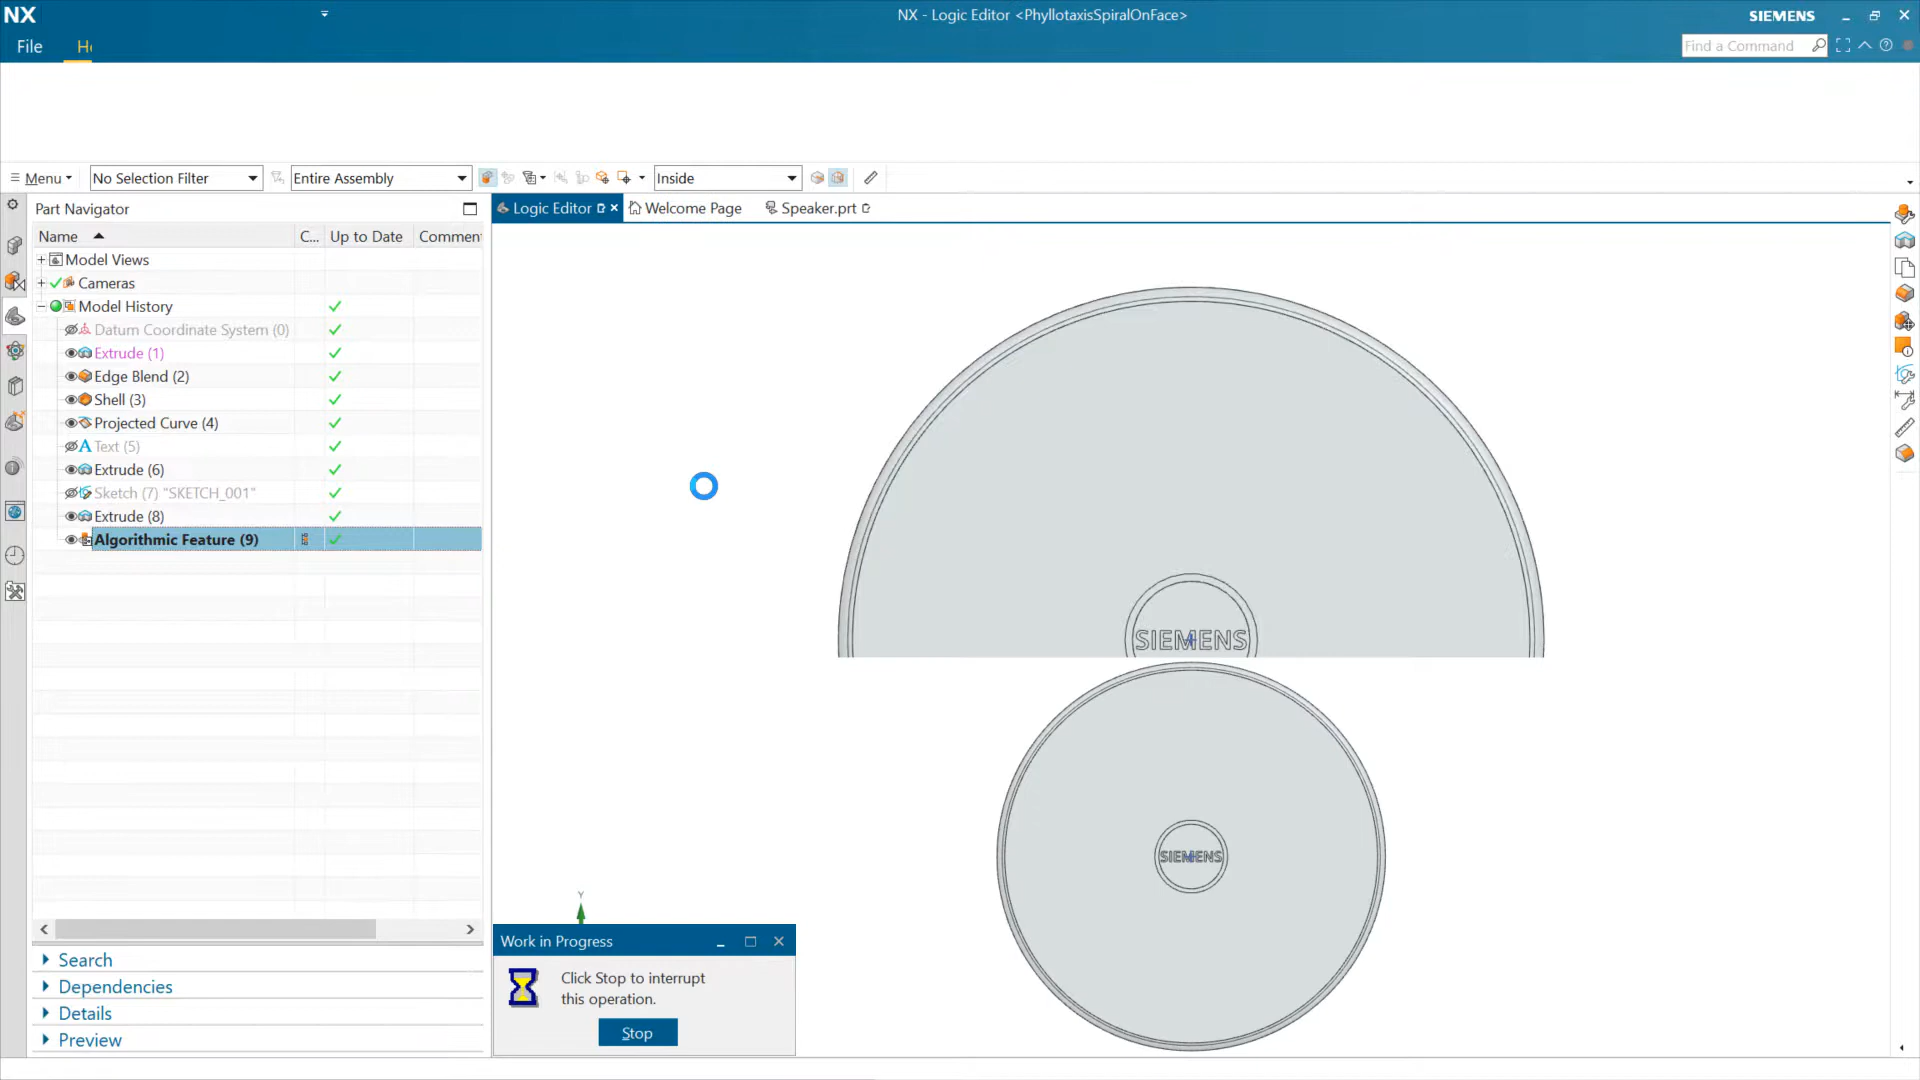 NX
NX - Logic Editor <PhyllotaxisSpiralOnFace>
SIEMENS
File
Find a Command
Menu
No Selection Filter
Entire Assembly
Inside
Part Navigator
Logic Editor
Welcome Page
Speaker.prt
Name
C...
Up to Date
Commen
Model Views
Cameras
Model History
Datum Coordinate System (0)
Extrude (1)
Edge Blend (2)
Shell (3)
Projected Curve (4)
Text (5)
Extrude (6)
Sketch (7) "SKETCH_001"
Extrude (8)
Algorithmic Feature (9)
SIEMENS
SIEMENS
Y
Work in Progress
Click Stop to interrupt
this operation.
Stop
Search
Dependencies
Details
Preview